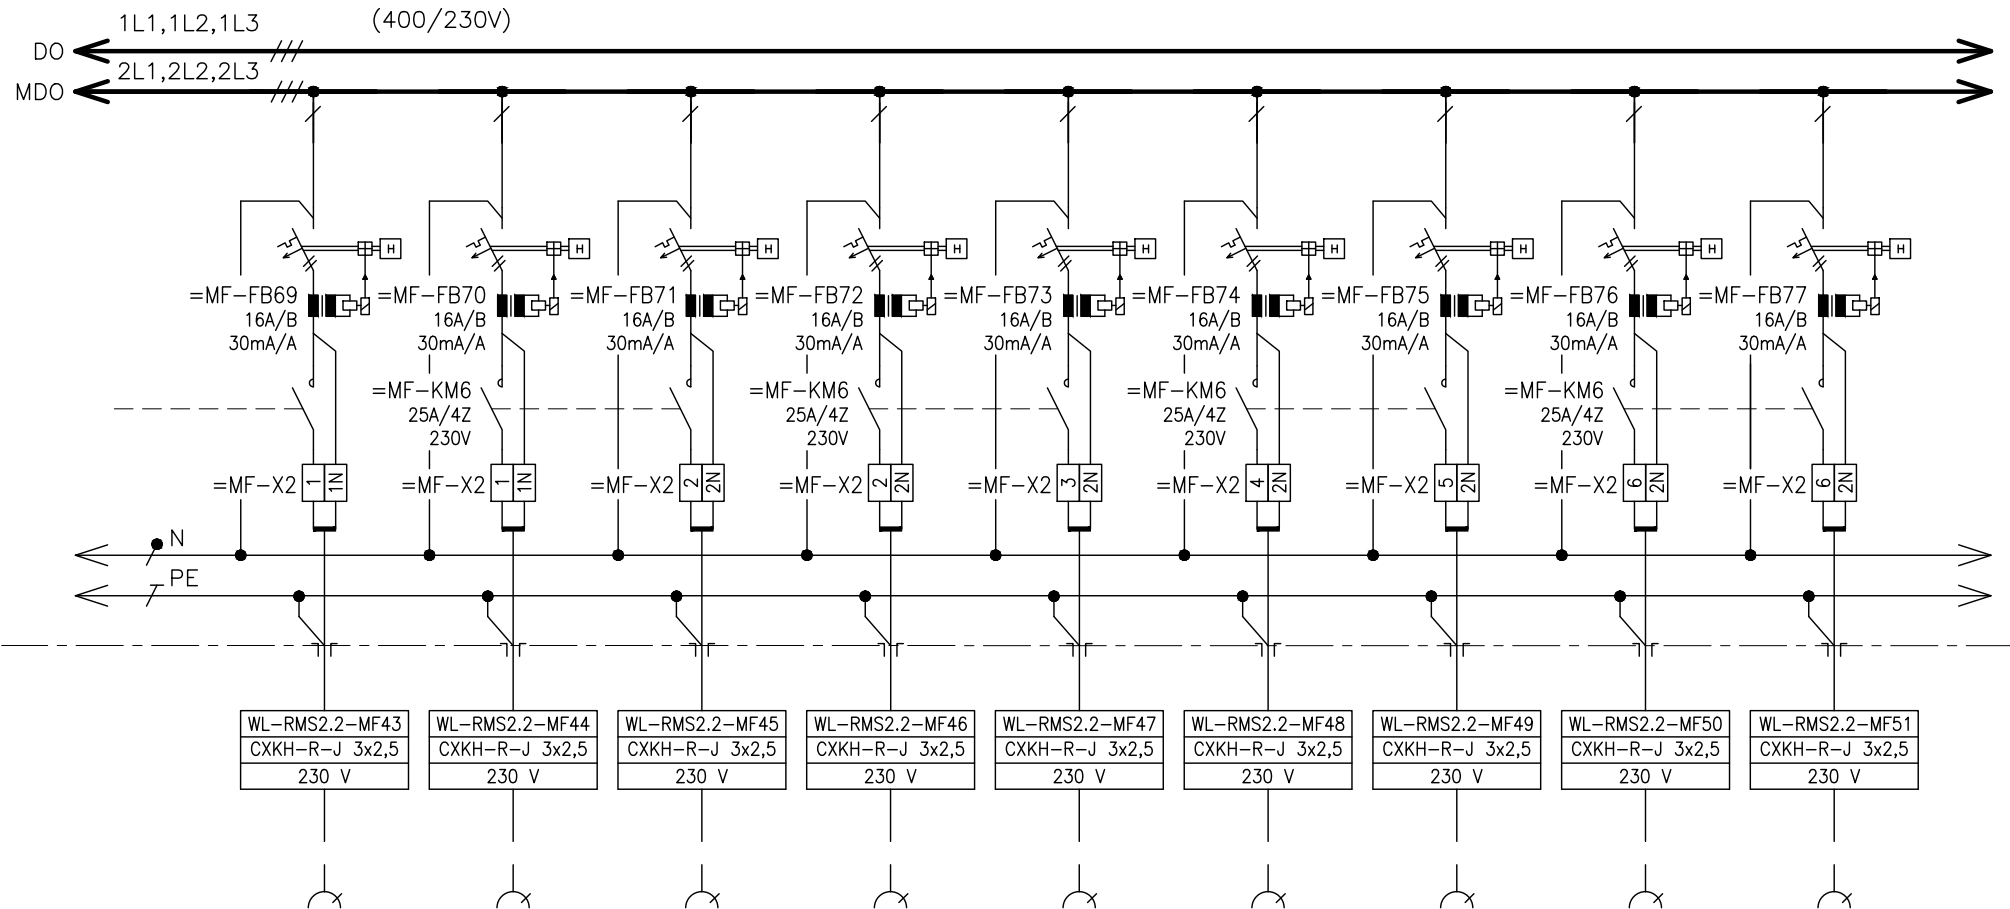 1L1,1L2,1L3 (400/230V)
DO
2L1,2L2,2L3
MDO
H H H H H H H H H
=MF-FB69 =MF-FB70 =MF-FB71 =MF-FB72 =MF-FB73 =MF-FB74 =MF-FB75 =MF-FB76 =MF-FB77
16A/B 16A/B 16A/B 16A/B 16A/B 16A/B 16A/B 16A/B 16A/B
30mA/A 30mA/A 30mA/A 30mA/A 30mA/A 30mA/A 30mA/A 30mA/A 30mA/A
=MF-KM6 =MF-KM6 =MF-KM6 =MF-KM6
25A/4Z 25A/4Z 25A/4Z 25A/4Z
230V 230V 230V 230V
=MF-X2 1 1N =MF-X2 1 1N =MF-X2 2 2N =MF-X2 2 2N =MF-X2 3 2N =MF-X2 4 2N =MF-X2 5 2N =MF-X2 6 2N =MF-X2 6 2N
N
PE
WL-RMS2.2-MF43 WL-RMS2.2-MF44 WL-RMS2.2-MF45 WL-RMS2.2-MF46 WL-RMS2.2-MF47 WL-RMS2.2-MF48 WL-RMS2.2-MF49 WL-RMS2.2-MF50 WL-RMS2.2-MF51
CXKH-R-J 3x2,5 CXKH-R-J 3x2,5 CXKH-R-J 3x2,5 CXKH-R-J 3x2,5 CXKH-R-J 3x2,5 CXKH-R-J 3x2,5 CXKH-R-J 3x2,5 CXKH-R-J 3x2,5 CXKH-R-J 3x2,5
230 V 230 V 230 V 230 V 230 V 230 V 230 V 230 V 230 V